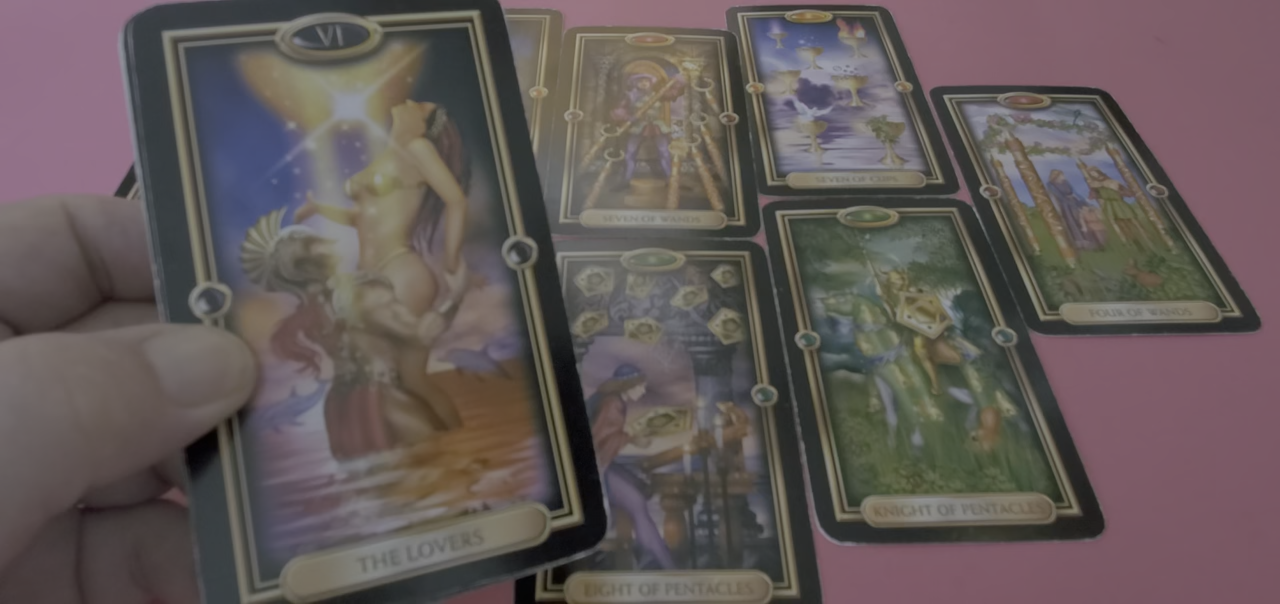 VI
THE LOVERS
SEVEN OF WANDS
SEVEN OF CUPS
FOUR OF WANDS
EIGHT OF PENTACLES
KNIGHT OF PENTACLES